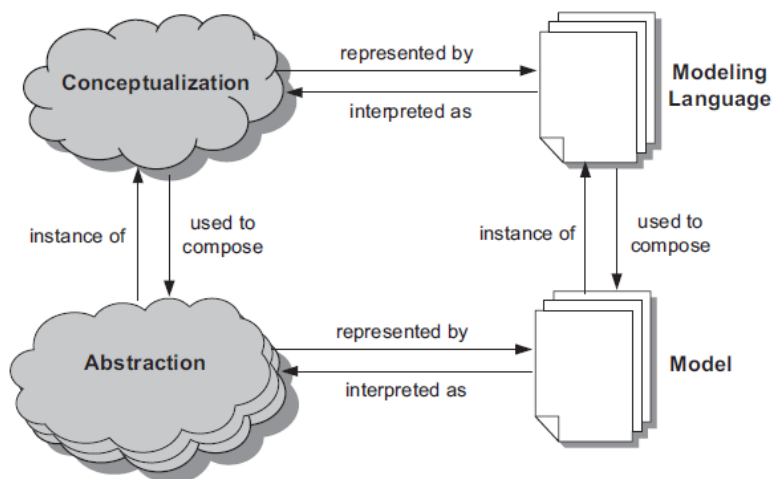 represented by
Conceptualization
Modeling
Language
interpreted as
instance of
used to
compose
instance of
used to
compose
represented by
Abstraction
Model
interpreted as